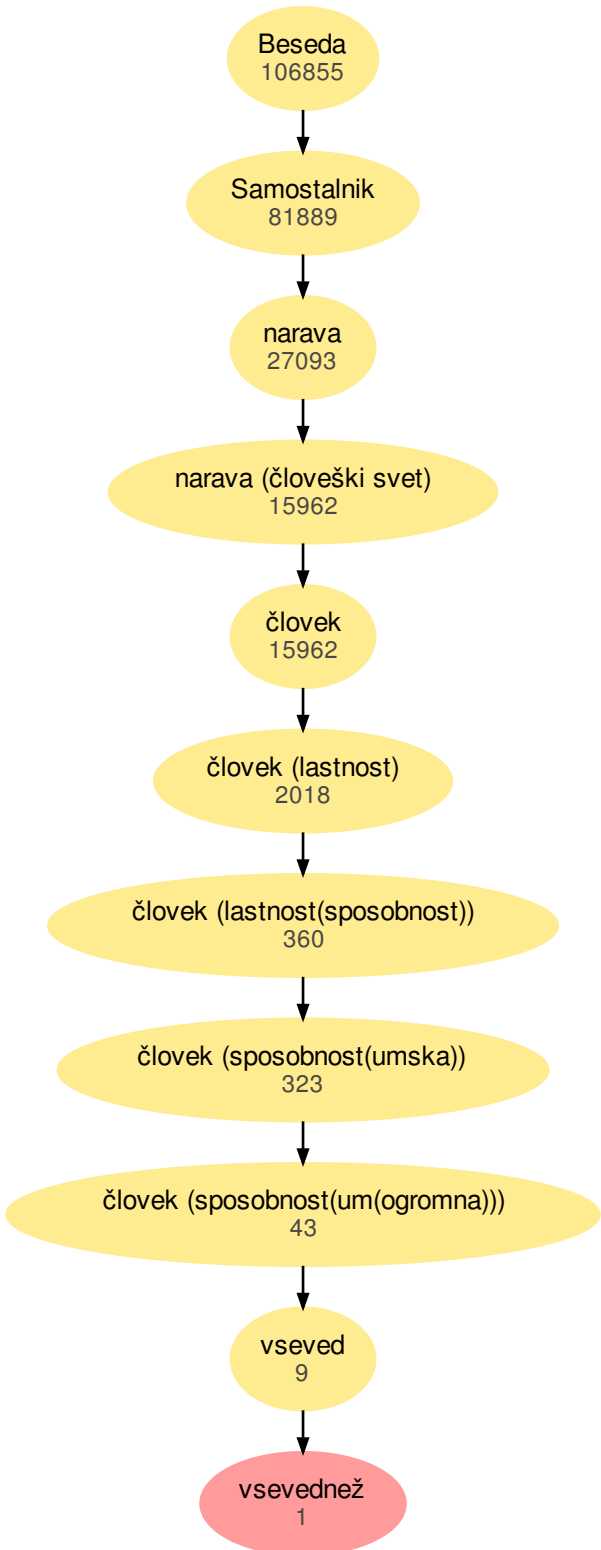 Beseda
106855
Samostalnik
81889
narava
27093
narava (človeški svet)
15962
človek
15962
človek (lastnost)
2018
človek (lastnost(sposobnost))
360
človek (sposobnost(umska))
323
človek (sposobnost(um(ogromna)))
43
vseved
9
vsevednež
1